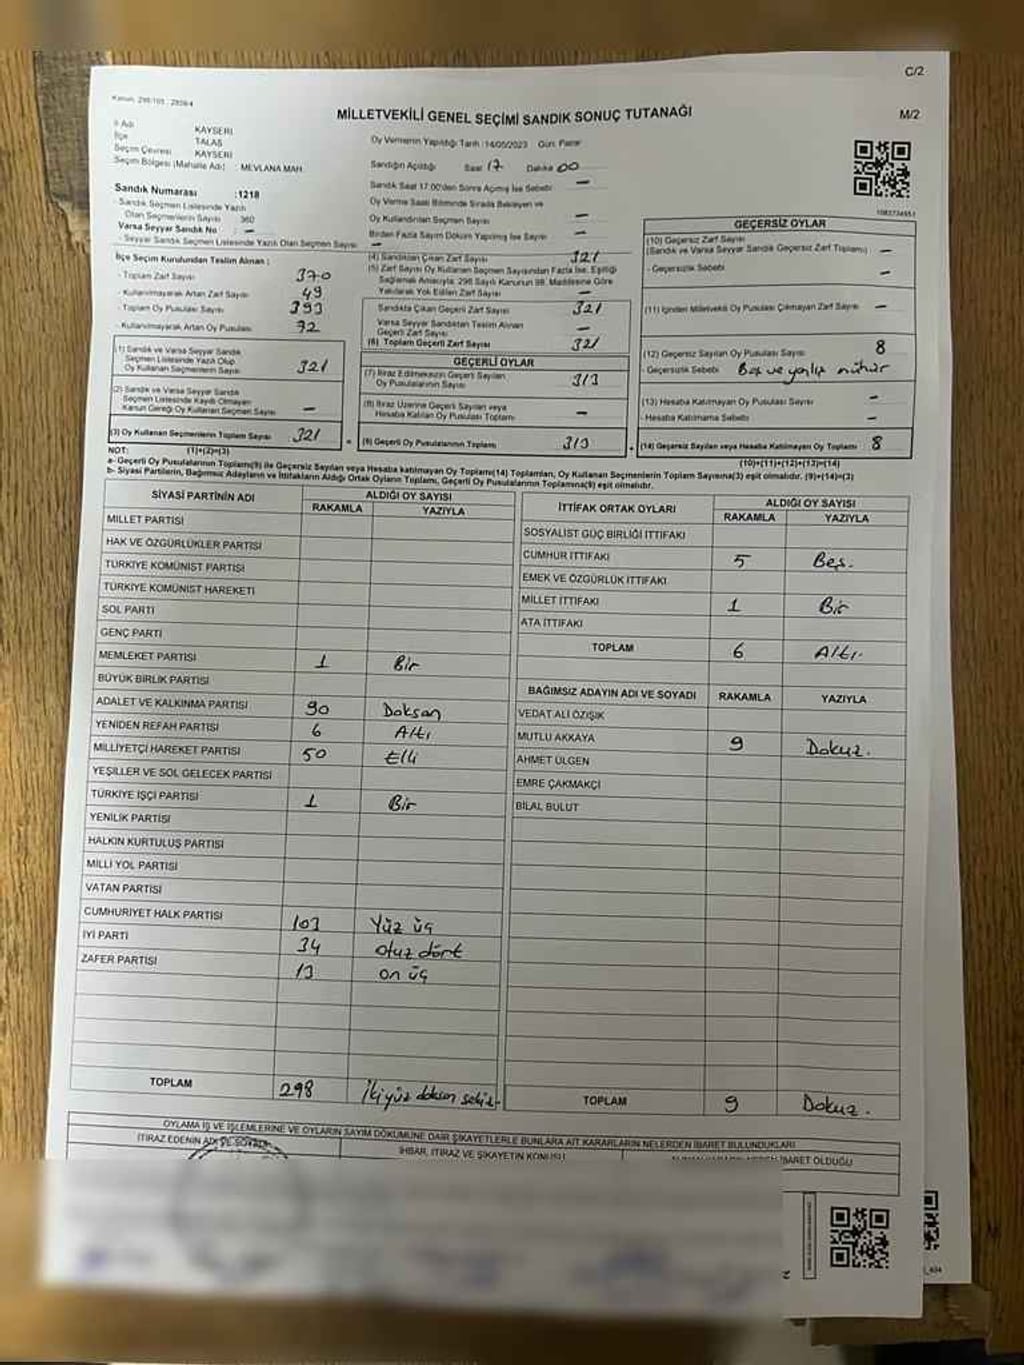 C/2
M/2
MİLLETVEKİLİ GENEL SEÇİMİ SANDIK SONUÇ TUTANAĞI
İl Adı KAYSERİ
İlçe TALAS
Seçim Çevresi KAYSERİ
Seçim Bölgesi (Mahalle Adı) : MEVLANA MAH.
Sandık Numarası :1218
- Sandık Seçmen Listesinde Yazılı
Olan Seçmenlerin Sayısı 360
Varsa Seyyar Sandık No : –
- Seyyar Sandık Seçmen Listesinde Yazılı Olan Seçmen Sayısı –
Oy Vermenin Yapıldığı Tarih :14/05/2023 Gün: Pazar
Sandığın Açıldığı Saat 17 Dakika 00
Sandık Saat 17:00'den Sonra Açılmış İse Sebebi –
Oy Verme Saati Bitiminde Sırada Bekleyen ve
Oy Kullandırılan Seçmen Sayısı –
Birden Fazla Sayım Döküm Yapılmış İse Sayısı –
İlçe Seçim Kurulundan Teslim Alınan :
- Toplam Zarf Sayısı 370
- Kullanılmayarak Artan Zarf Sayısı 49
- Toplam Oy Pusulası Sayısı 393
- Kullanılmayarak Artan Oy Pusulası 72
(1) Sandık ve Varsa Seyyar Sandık
Seçmen Listesinde Yazılı Olup
Oy Kullanan Seçmenlerin Sayısı 321
(2) Sandık ve Varsa Seyyar Sandık
Seçmen Listesinde Kaydı Olmayan
Kanun Gereği Oy Kullanan Seçmen Sayısı –
(3) Oy Kullanan Seçmenlerin Toplam Sayısı 321
(1)+(2)=(3)
(4) Sandıktan Çıkan Zarf Sayısı 321
(5) Zarf Sayısı Oy Kullanan Seçmen Sayısından Fazla İse, Eşitliği
Sağlamak Amacıyla; 298 Sayılı Kanunun 98. Maddesine Göre
Yakılarak Yok Edilen Zarf Sayısı –
Sandıkta Çıkan Geçerli Zarf Sayısı 321
Varsa Seyyar Sandıktan Teslim Alınan
Geçerli Zarf Sayısı –
(6) Toplam Geçerli Zarf Sayısı 321
GEÇERLİ OYLAR
(7) İtiraz Edilmeksizin Geçerli Sayılan
Oy Pusulalarının Sayısı 313
(8) İtiraz Üzerine Geçerli Sayılan veya
Hesaba Katılan Oy Pusulası Toplamı –
(9) Geçerli Oy Pusulalarının Toplamı 313
GEÇERSİZ OYLAR
(10) Geçersiz Zarf Sayısı
(Sandık ve Varsa Seyyar Sandık Geçersiz Zarf Toplamı) –
- Geçersizlik Sebebi –
(11) İçinden Milletvekili Oy Pusulası Çıkmayan Zarf Sayısı –
(12) Geçersiz Sayılan Oy Pusulası Sayısı 8
- Geçersizlik Sebebi Boş ve yanlış mühür
(13) Hesaba Katılmayan Oy Pusulası Sayısı –
- Hesaba Katılmama Sebebi –
(14) Geçersiz Sayılan veya Hesaba Katılmayan Oy Toplamı 8
(10)+(11)+(12)+(13)=(14)
NOT:
a- Geçerli Oy Pusulalarının Toplamı(9) ile Geçersiz Sayılan veya Hesaba katılmayan Oy Toplamı(14) Toplamları, Oy Kullanan Seçmenlerin Toplam Sayısına(3) eşit olmalıdır. (9)+(14)=(3)
b- Siyasi Partilerin, Bağımsız Adayların ve İttifakların Aldığı Ortak Oyların Toplamı, Geçerli Oy Pusulalarının Toplamına(9) eşit olmalıdır.
SİYASİ PARTİNİN ADI ALDIĞI OY SAYISI
RAKAMLA YAZIYLA
MİLLET PARTİSİ
HAK VE ÖZGÜRLÜKLER PARTİSİ
TÜRKİYE KOMÜNİST PARTİSİ
TÜRKİYE KOMÜNİST HAREKETİ
SOL PARTİ
GENÇ PARTİ
MEMLEKET PARTİSİ 1 Bir
BÜYÜK BİRLİK PARTİSİ
ADALET VE KALKINMA PARTİSİ 90 Doksan
YENİDEN REFAH PARTİSİ 6 Altı
MİLLİYETÇİ HAREKET PARTİSİ 50 Elli
YEŞİLLER VE SOL GELECEK PARTİSİ
TÜRKİYE İŞÇİ PARTİSİ 1 Bir
YENİLİK PARTİSİ
HALKIN KURTULUŞ PARTİSİ
MİLLİ YOL PARTİSİ
VATAN PARTİSİ
CUMHURİYET HALK PARTİSİ 103 Yüz üç
İYİ PARTİ 34 otuz dört
ZAFER PARTİSİ 13 on üç
TOPLAM 298 İkiyüz doksan sekiz
İTTİFAK ORTAK OYLARI ALDIĞI OY SAYISI
RAKAMLA YAZIYLA
SOSYALİST GÜÇ BİRLİĞİ İTTİFAKI
CUMHUR İTTİFAKI 5 Beş.
EMEK VE ÖZGÜRLÜK İTTİFAKI
MİLLET İTTİFAKI 1 Bir
ATA İTTİFAKI
TOPLAM 6 Altı.
BAĞIMSIZ ADAYIN ADI VE SOYADI RAKAMLA YAZIYLA
VEDAT ALİ ÖZIŞIK
MUTLU AKKAYA 9 Dokuz.
AHMET ÜLGEN
EMRE ÇAKMAKÇİ
BİLAL BULUT
TOPLAM 9 Dokuz.
OYLAMA İŞ VE İŞLEMLERİNE VE OYLARIN SAYIM DÖKÜMÜNE DAİR ŞİKAYETLERLE BUNLARA AİT KARARLARIN NELERDEN İBARET BULUNDUKLARI
İTİRAZ EDENİN ADI VE SOYADI İHBAR, İTİRAZ VE ŞİKAYETİN KONUSU İBARET OLDUĞU